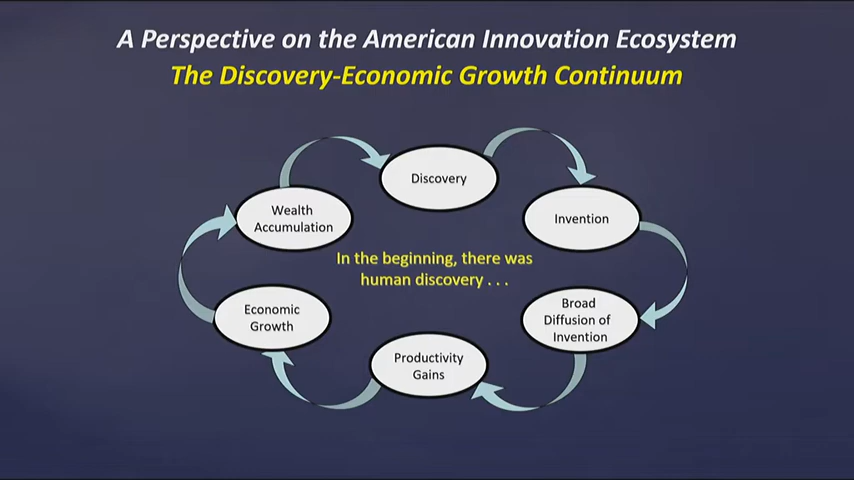 A Perspective on the American Innovation Ecosystem
The Discovery-Economic Growth Continuum
Discovery
Wealth
Accumulation
Invention
In the beginning, there was
human discovery . . .
Economic
Growth
Broad
Diffusion of
Invention
Productivity
Gains